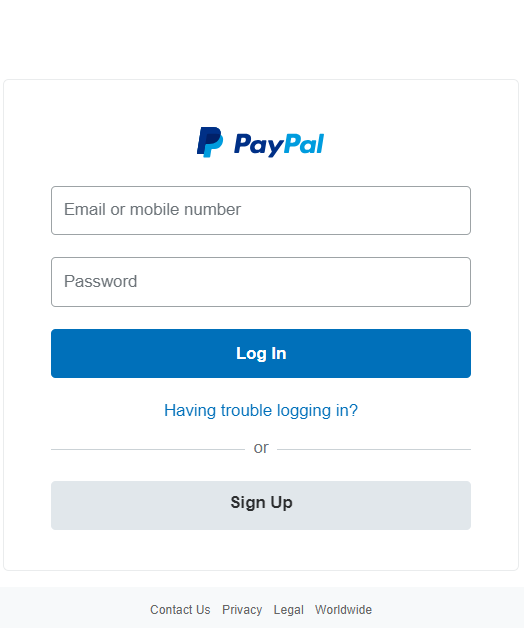 PayPal
Email or mobile number
Password
Log In
Having trouble logging in?
or
Sign Up
Contact Us Privacy Legal Worldwide